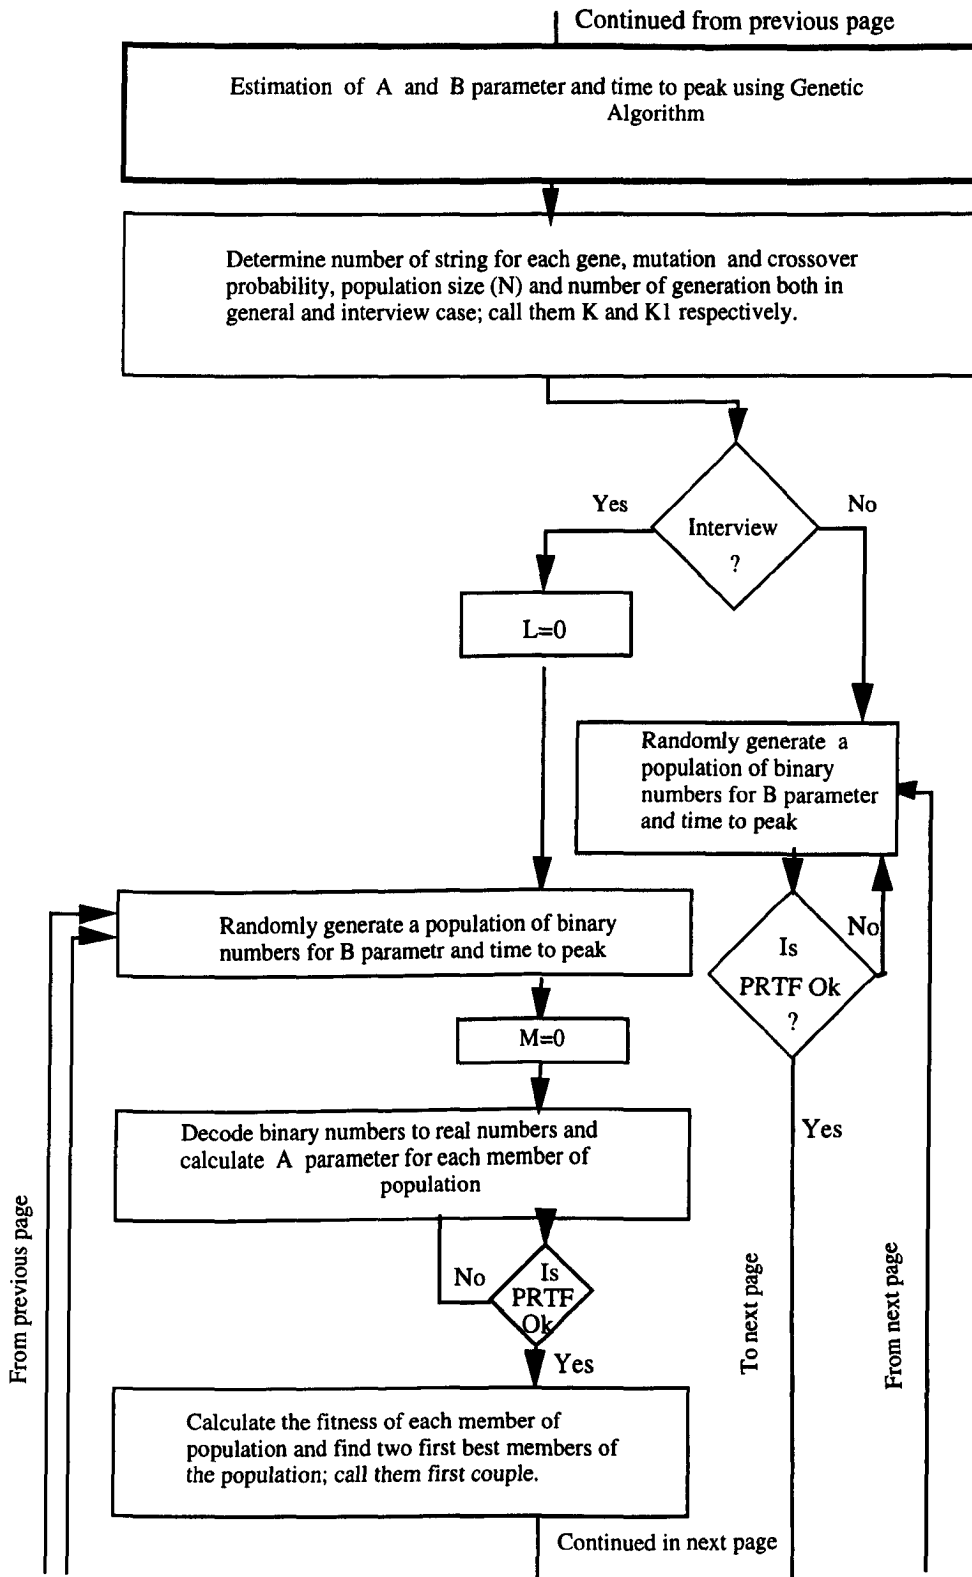 Continued from previous page
Estimation of A and B parameter and time to peak using Genetic
Algorithm
Determine number of string for each gene, mutation and crossover
probability, population size (N) and number of generation both in
general and interview case; call them K and K1 respectively.
Yes
No
Interview
?
L=0
Randomly generate a
population of binary
numbers for B parameter
and time to peak
Randomly generate a population of binary
numbers for B parametr and time to peak
No
Is
PRTF Ok
?
M=0
Yes
Decode binary numbers to real numbers and
calculate A parameter for each member of
population
No
Is
PRTF
Ok
Yes
From previous page
To next page
From next page
Calculate the fitness of each member of
population and find two first best members of
the population; call them first couple.
Continued in next page